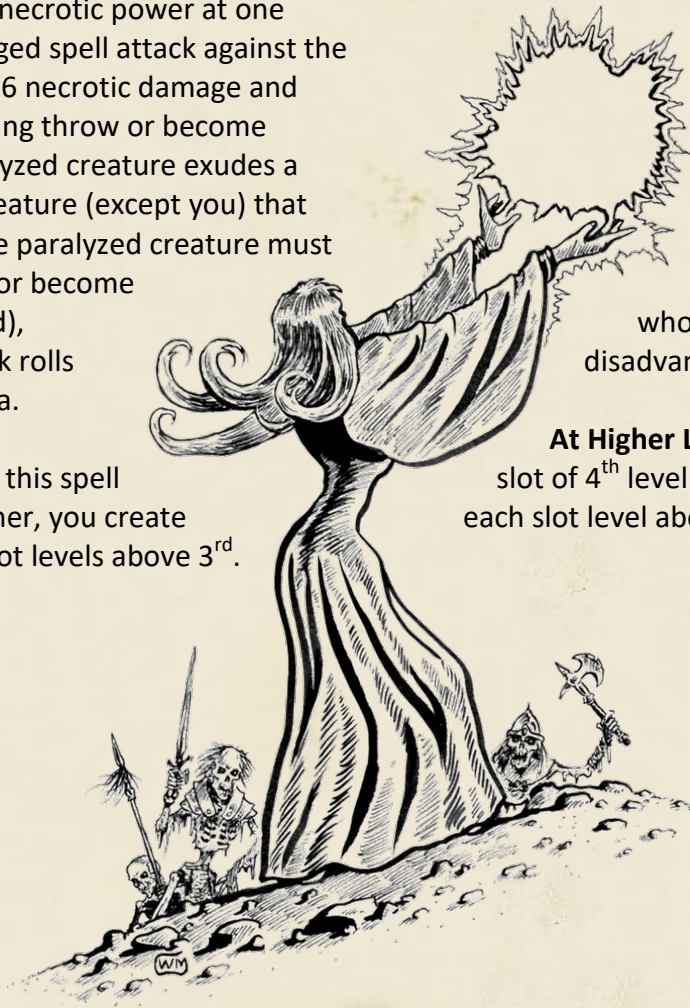 necrotic power at one
ged spell attack against the
6 necrotic damage and
ng throw or become
yzed creature exudes a
eature (except you) that
e paralyzed creature must
or become
d),
k rolls
a.
this spell
ner, you create
ot levels above 3rd.
who
disadvan
At Higher L
slot of 4th level
each slot level abo
WM